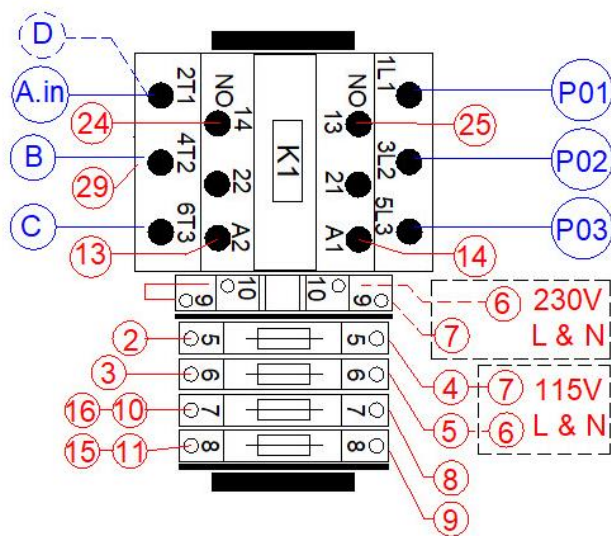 D
A.in
2T1
NO
14
K1
NO
13
1L1
P01
24
25
B
4T2
22
21
3L2
P02
29
C
6T3
A2
A1
5L3
P03
13
14
9
10
10
9
6
230V
7
L & N
2
5
5
3
6
6
4
7
115V
16
10
7
7
5
6
L & N
15
11
8
8
8
9